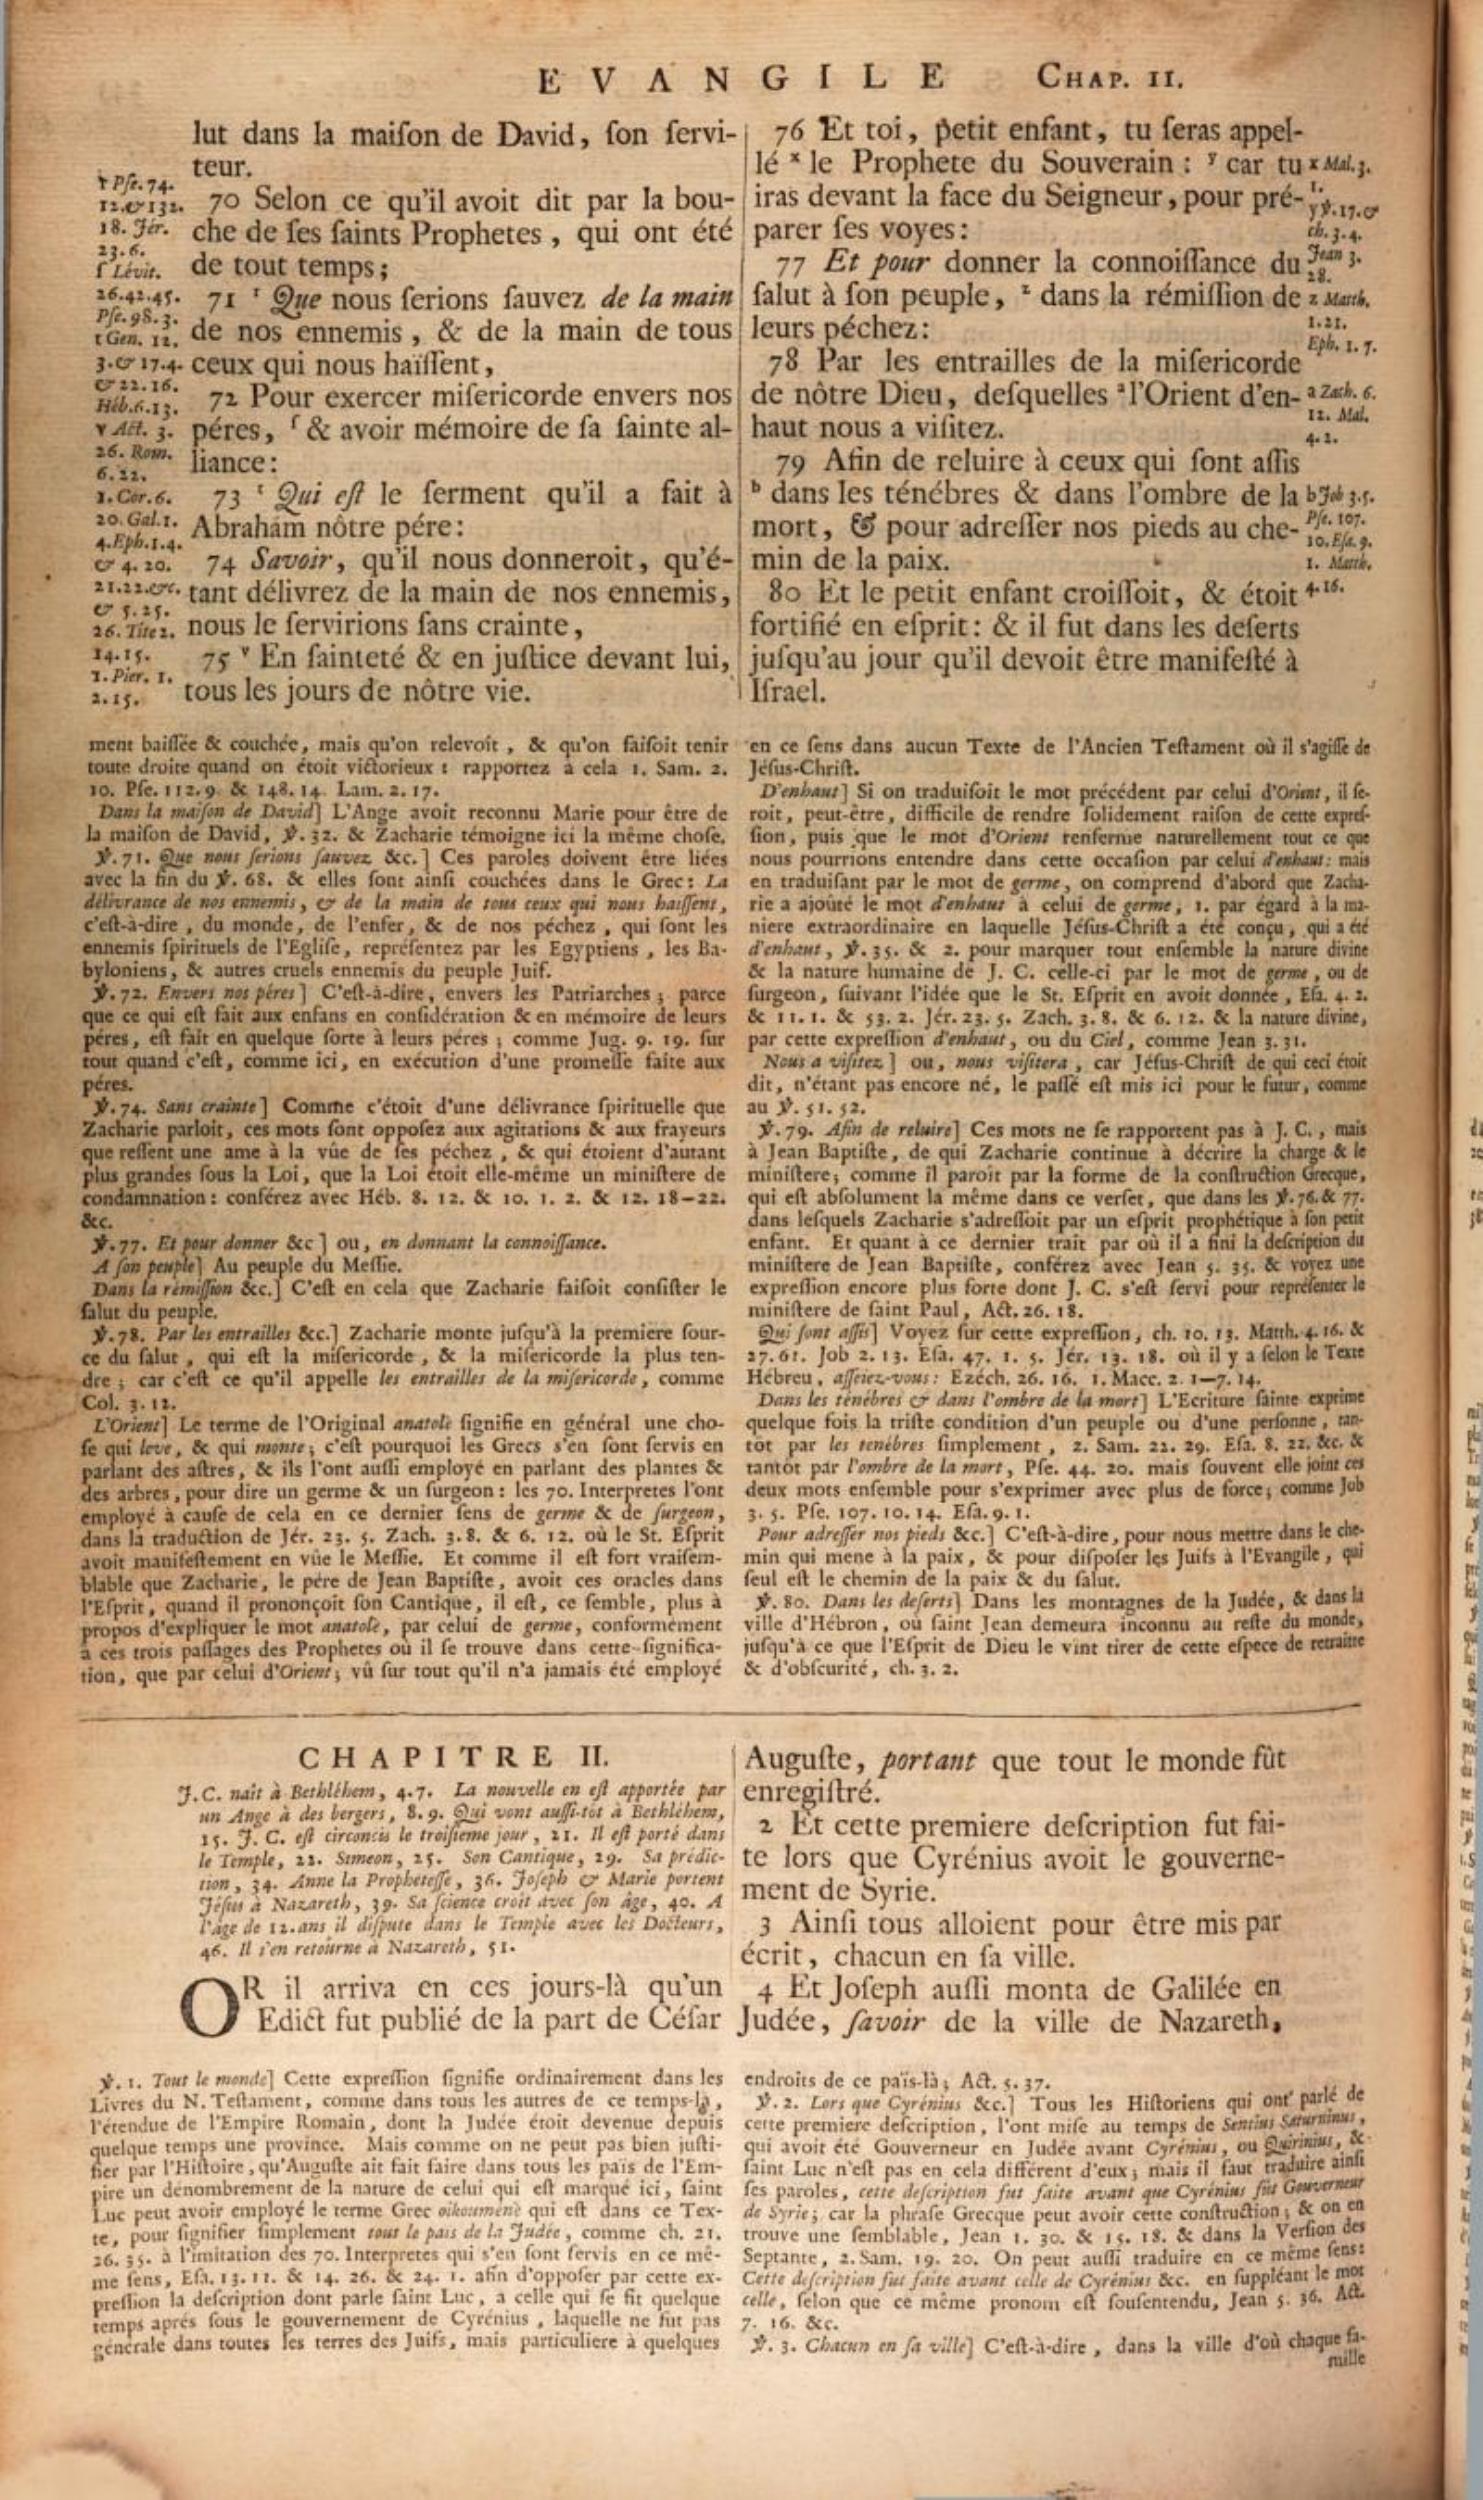 EVANGILE CHAP. II.
lut dans la maiſon de David, ſon ſervi-
teur.
70 Selon ce qu'il avoit dit par la bou-
che de ſes ſaints Prophetes, qui ont été
de tout temps;
71 ʳ Que nous ſerions ſauvez de la main
de nos ennemis, & de la main de tous
ceux qui nous haïſſent,
72 Pour exercer miſericorde envers nos
péres, ſ & avoir mémoire de ſa ſainte al-
liance:
73 ᵗ Qui eſt le ſerment qu'il a fait à
Abraham nôtre pére:
74 Savoir, qu'il nous donneroit, qu'é-
tant délivrez de la main de nos ennemis,
nous le ſervirions ſans crainte,
75 ᵛ En ſainteté & en juſtice devant lui,
tous les jours de nôtre vie.
r Pſe. 74.
12. & 132.
18. Jér.
23. 6.
ſ Lévit.
26. 42. 45.
Pſe. 98. 3.
t Gen. 12.
3. & 17. 4.
& 22. 16.
Héb. 6. 13.
v Act. 3.
26. Rom.
6. 22.
1. Cor. 6.
20. Gal. 1.
4. Eph. 1. 4.
& 4. 20.
21. 22. &c.
& 5. 25.
26. Tite 2.
14. 15.
1. Pier. 1.
2. 15.
76 Et toi, petit enfant, tu ſeras appel-
lé ˣ le Prophete du Souverain: ʸ car tu
iras devant la face du Seigneur, pour pré-
parer ſes voyes:
77 Et pour donner la connoiſſance du
ſalut à ſon peuple, ᶻ dans la rémiſſion de
leurs péchez:
78 Par les entrailles de la miſericorde
de nôtre Dieu, deſquelles ᵃ l'Orient d'en-
haut nous a viſitez.
79 Afin de reluire à ceux qui ſont aſſis
ᵇ dans les ténébres & dans l'ombre de la
mort, & pour adreſſer nos pieds au che-
min de la paix.
80 Et le petit enfant croiſſoit, & étoit
fortifié en eſprit: & il fut dans les deſerts
juſqu'au jour qu'il devoit être manifeſté à
Iſrael.
x Mal. 3.
1.
y ℣. 17. &
ch. 3. 4.
Jean 3.
28.
z Matth.
1. 21.
Eph. 1. 7.
a Zach. 6.
12. Mal.
4. 2.
b Job 3. 5.
Pſe. 107.
10. Eſa. 9.
1. Matth.
4. 16.
ment baiſſée & couchée, mais qu'on relevoit, & qu'on faiſoit tenir
toute droite quand on étoit victorieux: rapportez à cela 1. Sam. 2.
10. Pſe. 112. 9. & 148. 14. Lam. 2. 17.
Dans la maiſon de David] L'Ange avoit reconnu Marie pour être de
la maiſon de David, ℣. 32. & Zacharie témoigne ici la même choſe.
℣. 71. Que nous ſerions ſauvez &c.] Ces paroles doivent être liées
avec la fin du ℣. 68. & elles ſont ainſi couchées dans le Grec: La
délivrance de nos ennemis, & de la main de tous ceux qui nous haïſſent,
c'eſt-à-dire, du monde, de l'enfer, & de nos péchez, qui ſont les
ennemis ſpirituels de l'Egliſe, repréſentez par les Egyptiens, les Ba-
byloniens, & autres cruels ennemis du peuple Juif.
℣. 72. Envers nos péres] C'eſt-à-dire, envers les Patriarches; parce
que ce qui eſt fait aux enfans en conſidération & en mémoire de leurs
péres, eſt fait en quelque ſorte à leurs péres; comme Jug. 9. 19. ſur
tout quand c'eſt, comme ici, en exécution d'une promeſſe faite aux
péres.
℣. 74. Sans crainte] Comme c'étoit d'une délivrance ſpirituelle que
Zacharie parloit, ces mots ſont oppoſez aux agitations & aux frayeurs
que reſſent une ame à la vûe de ſes péchez, & qui étoient d'autant
plus grandes ſous la Loi, que la Loi étoit elle-même un miniſtere de
condamnation: conférez avec Héb. 8. 12. & 10. 1. 2. & 12. 18—22.
&c.
℣. 77. Et pour donner &c] ou, en donnant la connoiſſance.
A ſon peuple] Au peuple du Meſſie.
Dans la rémiſſion &c.] C'eſt en cela que Zacharie faiſoit conſiſter le
ſalut du peuple.
℣. 78. Par les entrailles &c.] Zacharie monte juſqu'à la premiere ſour-
ce du ſalut, qui eſt la miſericorde, & la miſericorde la plus ten-
dre; car c'eſt ce qu'il appelle les entrailles de la miſericorde, comme
Col. 3. 12.
L'Orient] Le terme de l'Original anatolè ſignifie en général une cho-
ſe qui leve, & qui monte; c'eſt pourquoi les Grecs s'en ſont ſervis en
parlant des aſtres, & ils l'ont auſſi employé en parlant des plantes &
des arbres, pour dire un germe & un ſurgeon: les 70. Interpretes l'ont
employé à cauſe de cela en ce dernier ſens de germe & de ſurgeon,
dans la traduction de Jér. 23. 5. Zach. 3. 8. & 6. 12. où le St. Eſprit
avoit manifeſtement en vûe le Meſſie. Et comme il eſt fort vraiſem-
blable que Zacharie, le pére de Jean Baptiſte, avoit ces oracles dans
l'Eſprit, quand il prononçoit ſon Cantique, il eſt, ce ſemble, plus à
propos d'expliquer le mot anatolè, par celui de germe, conformément
à ces trois paſſages des Prophetes où il ſe trouve dans cette ſignifica-
tion, que par celui d'Orient; vû ſur tout qu'il n'a jamais été employé
en ce ſens dans aucun Texte de l'Ancien Teſtament où il s'agiſſe de
Jéſus-Chriſt.
D'enhaut] Si on traduiſoit le mot précédent par celui d'Orient, il ſe-
roit, peut-être, difficile de rendre ſolidement raiſon de cette expreſ-
ſion, puis que le mot d'Orient renferme naturellement tout ce que
nous pourrions entendre dans cette occaſion par celui d'enhaut: mais
en traduiſant par le mot de germe, on comprend d'abord que Zacha-
rie a ajoûté le mot d'enhaut à celui de germe; 1. par égard à la ma-
niere extraordinaire en laquelle Jéſus-Chriſt a été conçu, qui a été
d'enhaut, ℣. 35. & 2. pour marquer tout enſemble la nature divine
& la nature humaine de J. C. celle-ci par le mot de germe, ou de
ſurgeon, ſuivant l'idée que le St. Eſprit en avoit donnée, Eſa. 4. 2.
& 11. 1. & 53. 2. Jér. 23. 5. Zach. 3. 8. & 6. 12. & la nature divine,
par cette expreſſion d'enhaut, ou du Ciel, comme Jean 3. 31.
Nous a viſitez] ou, nous viſitera, car Jéſus-Chriſt de qui ceci étoit
dit, n'étant pas encore né, le paſſé eſt mis ici pour le futur, comme
au ℣. 51. 52.
℣. 79. Afin de reluire] Ces mots ne ſe rapportent pas à J. C., mais
à Jean Baptiſte, de qui Zacharie continue à décrire la charge & le
miniſtere; comme il paroît par la forme de la conſtruction Grecque,
qui eſt abſolument la même dans ce verſet, que dans les ℣. 76. & 77.
dans leſquels Zacharie s'adreſſoit par un eſprit prophétique à ſon petit
enfant. Et quant à ce dernier trait par où il a fini la deſcription du
miniſtere de Jean Baptiſte, conférez avec Jean 5. 35. & voyez une
expreſſion encore plus forte dont J. C. s'eſt ſervi pour repréſenter le
miniſtere de ſaint Paul, Act. 26. 18.
Qui ſont aſſis] Voyez ſur cette expreſſion, ch. 10. 13. Matth. 4. 16. &
27. 61. Job 2. 13. Eſa. 47. 1. 5. Jér. 13. 18. où il y a ſelon le Texte
Hébreu, aſſeiez-vous: Ezéch. 26. 16. 1. Macc. 2. 1—7. 14.
Dans les ténébres & dans l'ombre de la mort] L'Ecriture ſainte exprime
quelque fois la triſte condition d'un peuple ou d'une perſonne, tan-
tôt par les ténébres ſimplement, 2. Sam. 22. 29. Eſa. 8. 22. &c. &
tantôt par l'ombre de la mort, Pſe. 44. 20. mais ſouvent elle joint ces
deux mots enſemble pour s'exprimer avec plus de force; comme Job
3. 5. Pſe. 107. 10. 14. Eſa. 9. 1.
Pour adreſſer nos pieds &c.] C'eſt-à-dire, pour nous mettre dans le che-
min qui mene à la paix, & pour diſpoſer les Juifs à l'Evangile, qui
ſeul eſt le chemin de la paix & du ſalut.
℣. 80. Dans les deſerts] Dans les montagnes de la Judée, & dans la
ville d'Hébron, où ſaint Jean demeura inconnu au reſte du monde,
juſqu'à ce que l'Eſprit de Dieu le vint tirer de cette eſpece de retraitte
& d'obſcurité, ch. 3. 2.
CHAPITRE II.
J. C. naît à Bethléhem, 4. 7. La nouvelle en eſt apportée par
un Ange à des bergers, 8. 9. Qui vont auſſi-tôt à Bethléhem,
15. J. C. eſt circoncis le troiſieme jour, 21. Il eſt porté dans
le Temple, 22. Simeon, 25. Son Cantique, 29. Sa prédic-
tion, 34. Anne la Propheteſſe, 36. Joſeph & Marie portent
Jéſus à Nazareth, 39. Sa ſcience croît avec ſon âge, 40. A
l'âge de 12. ans il diſpute dans le Temple avec les Docteurs,
46. Il s'en retourne à Nazareth, 51.
OR il arriva en ces jours-là qu'un
Edict fut publié de la part de Céſar
Auguſte, portant que tout le monde fût
enregiſtré.
2 Et cette premiere deſcription fut fai-
te lors que Cyrénius avoit le gouverne-
ment de Syrie.
3 Ainſi tous alloient pour être mis par
écrit, chacun en ſa ville.
4 Et Joſeph auſſi monta de Galilée en
Judée, ſavoir de la ville de Nazareth,
℣. 1. Tout le monde] Cette expreſſion ſignifie ordinairement dans les
Livres du N. Teſtament, comme dans tous les autres de ce temps-là,
l'étendue de l'Empire Romain, dont la Judée étoit devenue depuis
quelque temps une province. Mais comme on ne peut pas bien juſti-
fier par l'Hiſtoire, qu'Auguſte ait fait faire dans tous les païs de l'Em-
pire un dénombrement de la nature de celui qui eſt marqué ici, ſaint
Luc peut avoir employé le terme Grec oikoumenè qui eſt dans ce Tex-
te, pour ſignifier ſimplement tout le païs de la Judée, comme ch. 21.
26. 35. à l'imitation des 70. Interpretes qui s'en ſont ſervis en ce mê-
me ſens, Eſa. 13. 11. & 14. 26. & 24. 1. afin d'oppoſer par cette ex-
preſſion la deſcription dont parle ſaint Luc, à celle qui ſe fit quelque
temps aprés ſous le gouvernement de Cyrénius, laquelle ne fut pas
générale dans toutes les terres des Juifs, mais particuliere à quelques
endroits de ce païs-là; Act. 5. 37.
℣. 2. Lors que Cyrénius &c.] Tous les Hiſtoriens qui ont parlé de
cette premiere deſcription, l'ont miſe au temps de Sentius Saturninus,
qui avoit été Gouverneur en Judée avant Cyrénius, ou Quirinius, &
ſaint Luc n'eſt pas en cela différent d'eux; mais il faut traduire ainſi
ſes paroles, cette deſcription fut faite avant que Cyrénius fût Gouverneur
de Syrie; car la phraſe Grecque peut avoir cette conſtruction; & on en
trouve une ſemblable, Jean 1. 30. & 15. 18. & dans la Verſion des
Septante, 2. Sam. 19. 20. On peut auſſi traduire en ce même ſens:
Cette deſcription fut faite avant celle de Cyrénius &c. en ſuppléant le mot
celle, ſelon que ce même pronom eſt ſouſentendu, Jean 5. 36. Act.
7. 16. &c.
℣. 3. Chacun en ſa ville] C'eſt-à-dire, dans la ville d'où chaque fa-
mille